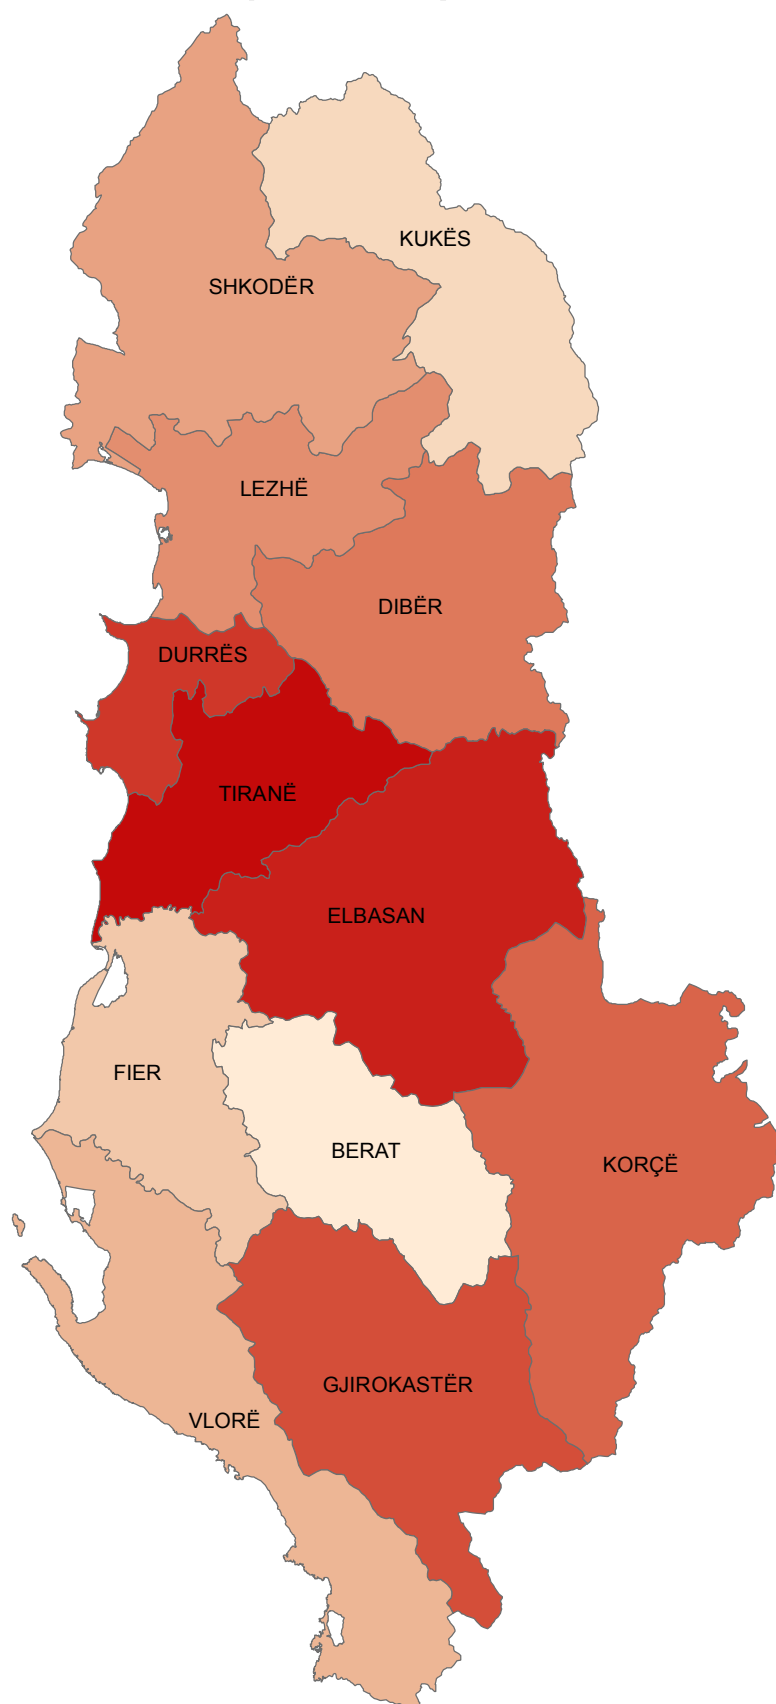 KUKËS
SHKODËR
LEZHË
DIBËR
DURRËS
TIRANË
ELBASAN
FIER
BERAT
KORÇË
GJIROKASTËR
VLORË